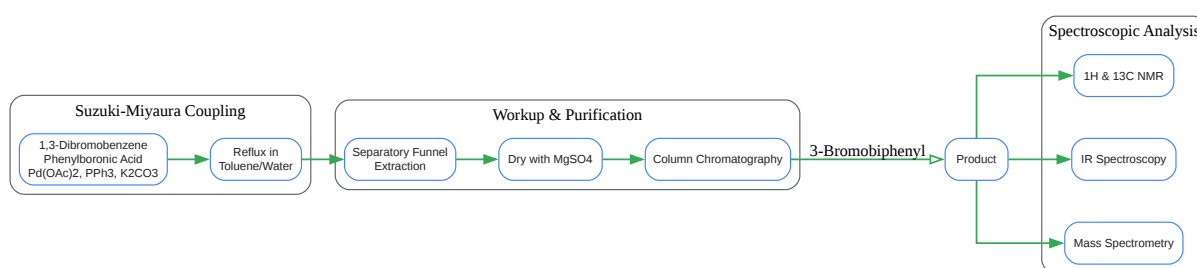 Suzuki-Miyaura Coupling
1,3-Dibromobenzene
Phenylboronic Acid
Pd(OAc)2, PPh3, K2CO3
Reflux in
Toluene/Water
Workup & Purification
Separatory Funnel
Extraction
Dry with MgSO4
Column Chromatography
3-Bromobiphenyl
Product
Spectroscopic Analysis
1H & 13C NMR
IR Spectroscopy
Mass Spectrometry